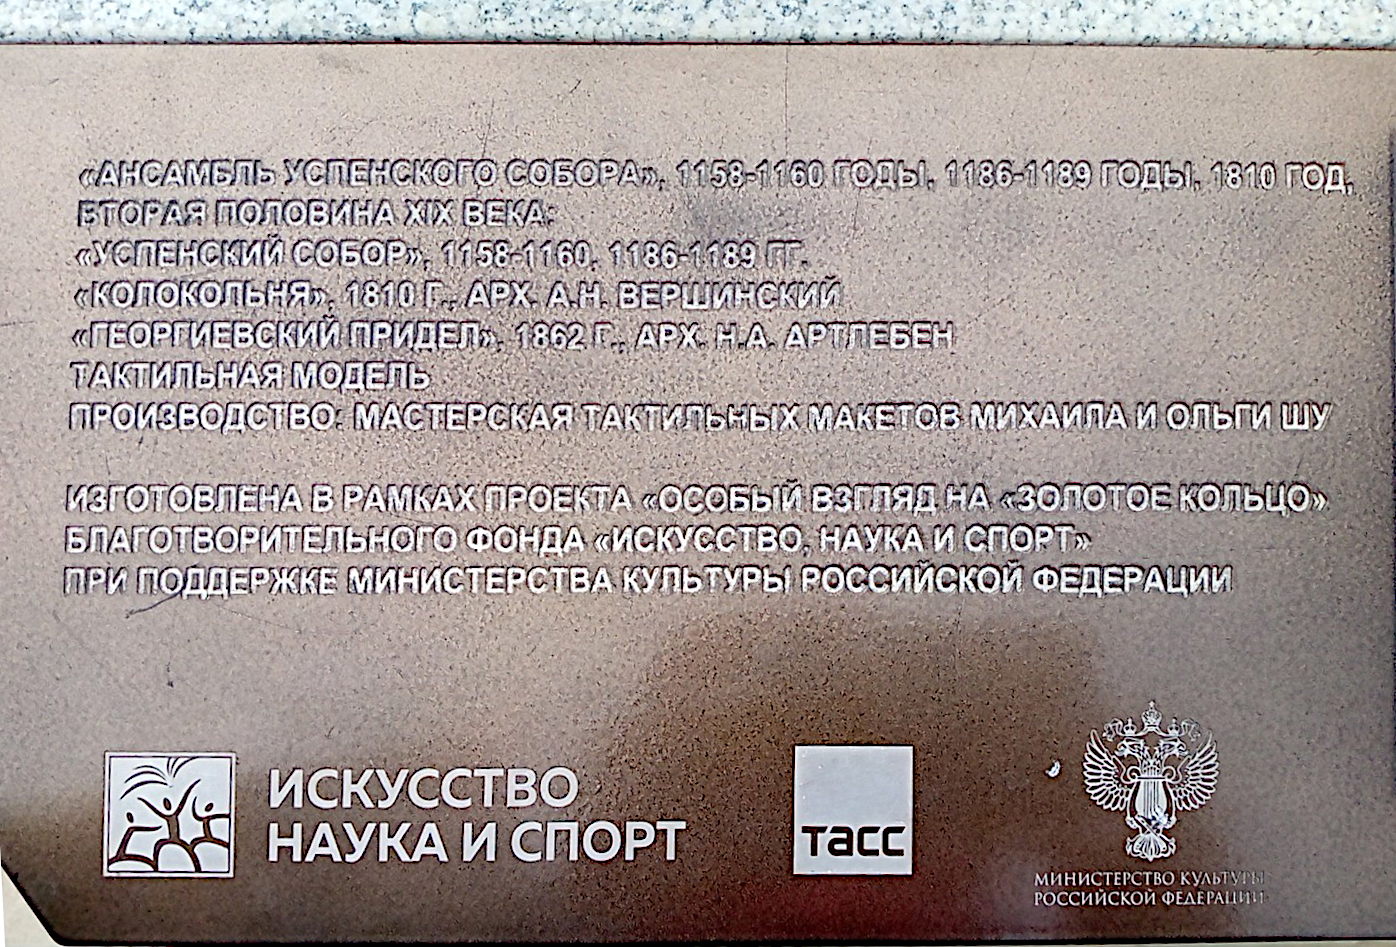 «АНСАМБЛЬ УСПЕНСКОГО СОБОРА», 1158-1160 ГОДЫ, 1186-1189 ГОДЫ, 1810 ГОД,
ВТОРАЯ ПОЛОВИНА XIX ВЕКА:
«УСПЕНСКИЙ СОБОР», 1158-1160, 1186-1189 ГГ.
«КОЛОКОЛЬНЯ», 1810 Г., АРХ. А.Н. ВЕРШИНСКИЙ
«ГЕОРГИЕВСКИЙ ПРИДЕЛ», 1862 Г., АРХ. Н.А. АРТЛЕБЕН
ТАКТИЛЬНАЯ МОДЕЛЬ
ПРОИЗВОДСТВО: МАСТЕРСКАЯ ТАКТИЛЬНЫХ МАКЕТОВ МИХАИЛА И ОЛЬГИ ШУ
ИЗГОТОВЛЕНА В РАМКАХ ПРОЕКТА «ОСОБЫЙ ВЗГЛЯД НА «ЗОЛОТОЕ КОЛЬЦО»
БЛАГОТВОРИТЕЛЬНОГО ФОНДА «ИСКУССТВО, НАУКА И СПОРТ»
ПРИ ПОДДЕРЖКЕ МИНИСТЕРСТВА КУЛЬТУРЫ РОССИЙСКОЙ ФЕДЕРАЦИИ
ИСКУССТВО
НАУКА И СПОРТ
ТАСС
МИНИСТЕРСТВО КУЛЬТУРЫ
РОССИЙСКОЙ ФЕДЕРАЦИИ